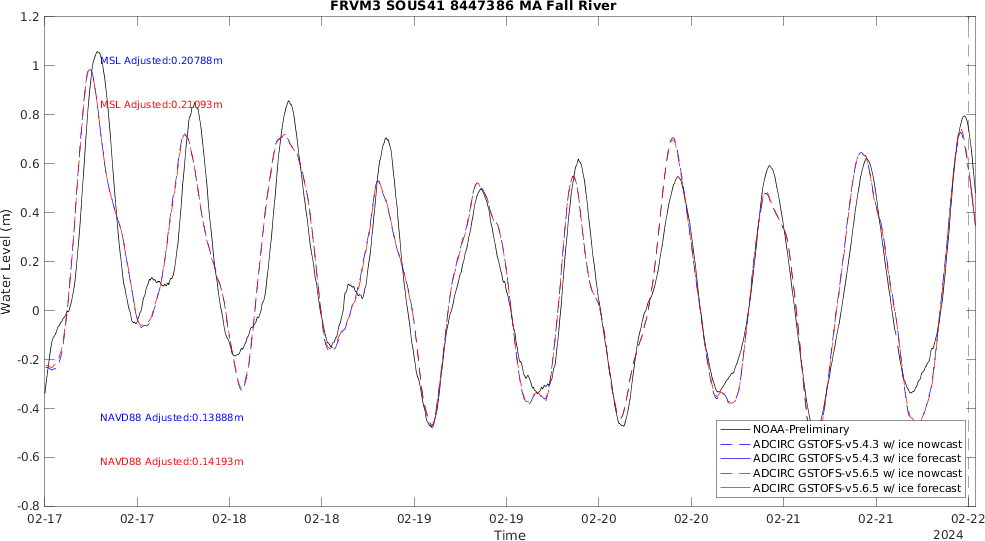 FRVM3 SOUS41 8447386 MA Fall River
1.2
1
0.8
0.6
0.4
0.2
0
-0.2
-0.4
-0.6
-0.8
Water Level (m)
MSL Adjusted:0.20788m
MSL Adjusted:0.21093m
NAVD88 Adjusted:0.13888m
NAVD88 Adjusted:0.14193m
NOAA-Preliminary
ADCIRC GSTOFS-v5.4.3 w/ ice nowcast
ADCIRC GSTOFS-v5.4.3 w/ ice forecast
ADCIRC GSTOFS-v5.6.5 w/ ice nowcast
ADCIRC GSTOFS-v5.6.5 w/ ice forecast
02-17 02-17 02-18 02-18 02-19 02-19 02-20 02-20 02-21 02-21 02-22
Time
2024